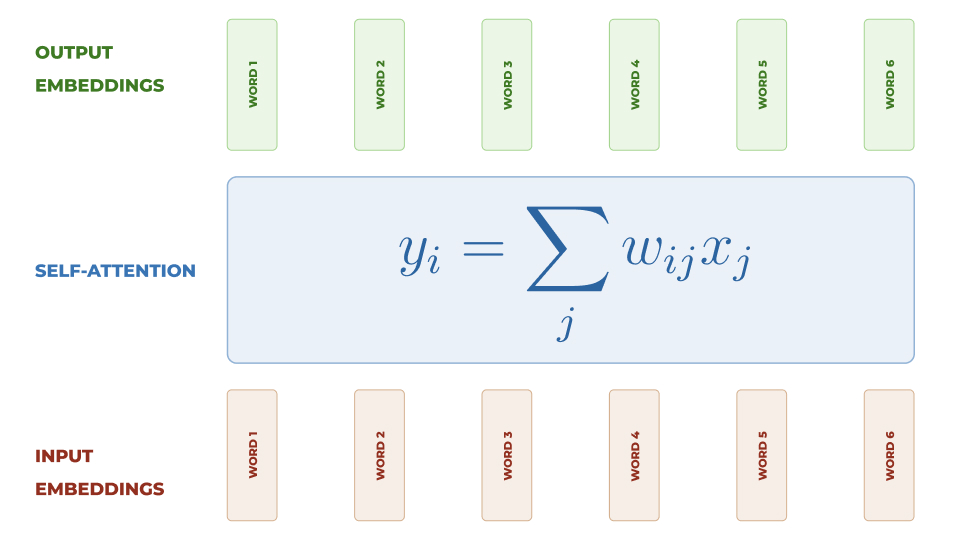 OUTPUT
EMBEDDINGS
WORD 1
WORD 2
WORD 3
WORD 4
WORD 5
WORD 6
SELF-ATTENTION
y_i = \sum_j w_{ij} x_j
INPUT
EMBEDDINGS
WORD 1
WORD 2
WORD 3
WORD 4
WORD 5
WORD 6